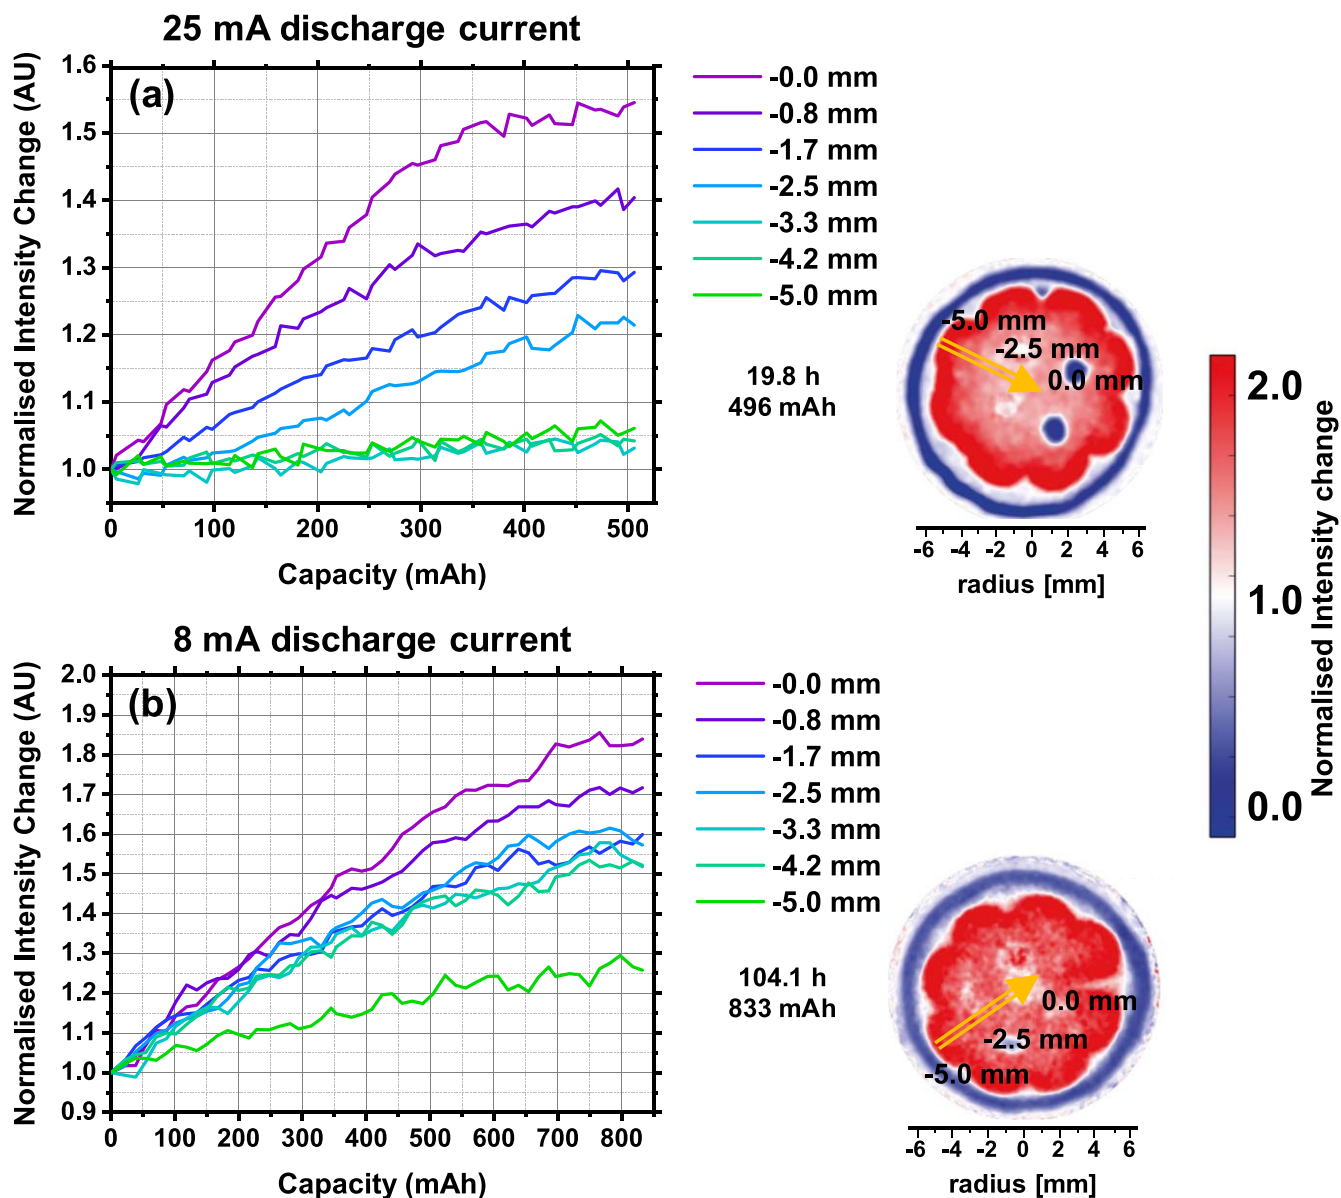 25 mA discharge current
(a)
Normalised Intensity Change (AU)
1.6
1.5
1.4
1.3
1.2
1.1
1.0
0 100 200 300 400 500
Capacity (mAh)
-0.0 mm
-0.8 mm
-1.7 mm
-2.5 mm
-3.3 mm
-4.2 mm
-5.0 mm
19.8 h
496 mAh
-5.0 mm
-2.5 mm
0.0 mm
-6 -4 -2 0 2 4 6
radius [mm]
2.0
1.0
0.0
Normalised Intensity change
8 mA discharge current
(b)
Normalised Intensity Change (AU)
2.0
1.9
1.8
1.7
1.6
1.5
1.4
1.3
1.2
1.1
1.0
0.9
0 100 200 300 400 500 600 700 800
Capacity (mAh)
-0.0 mm
-0.8 mm
-1.7 mm
-2.5 mm
-3.3 mm
-4.2 mm
-5.0 mm
104.1 h
833 mAh
0.0 mm
-2.5 mm
-5.0 mm
-6 -4 -2 0 2 4 6
radius [mm]